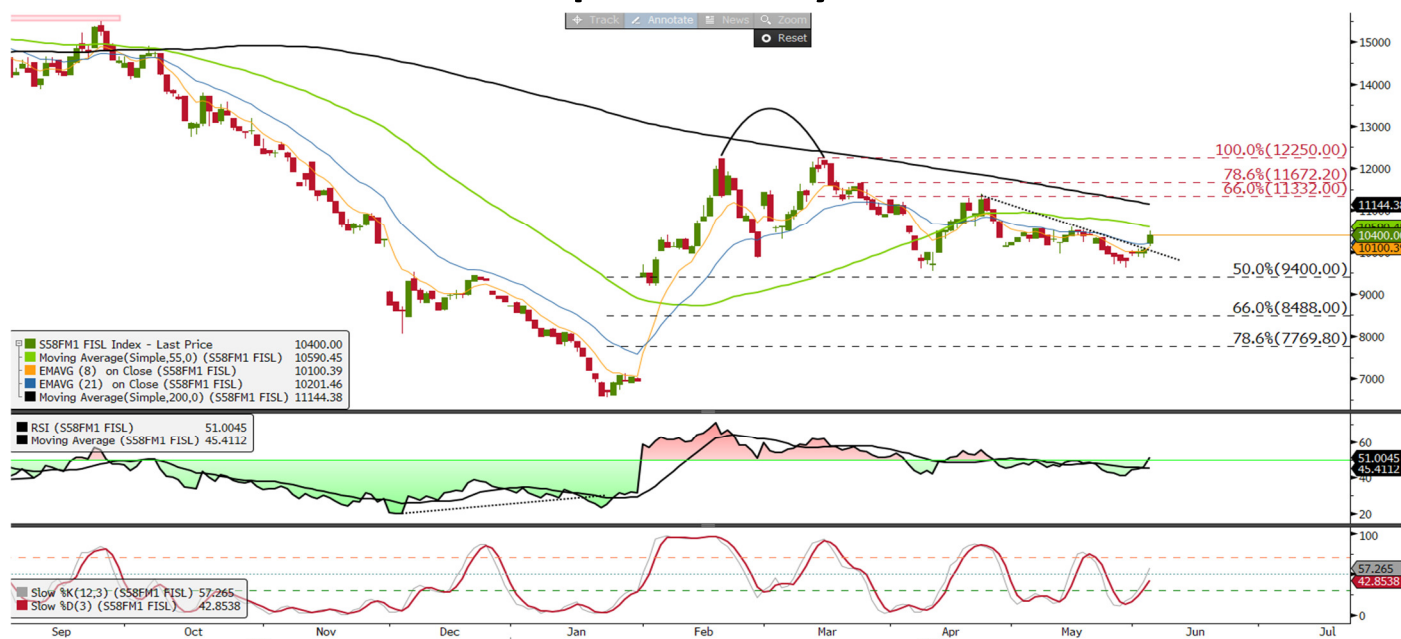 Track Annotate News Zoom
Reset
15000
14000
13000
100.0%(12250.00)
12000
78.6%(11672.20)
66.0%(11332.00)
11144.38
10400.00
10100.39
50.0%(9400.00)
9000
66.0%(8488.00)
8000
78.6%(7769.80)
7000
S58FM1 FISL Index - Last Price 10400.00
Moving Average(Simple,55,0) (S58FM1 FISL) 10590.45
EMAVG (8) on Close (S58FM1 FISL) 10100.39
EMAVG (21) on Close (S58FM1 FISL) 10201.46
Moving Average(Simple,200,0) (S58FM1 FISL) 11144.38
RSI (S58FM1 FISL) 51.0045
Moving Average (S58FM1 FISL) 45.4112
60
51.0045
45.4112
40
20
100
57.265
42.8538
0
Slow %K(12,3) (S58FM1 FISL) 57.265
Slow %D(3) (S58FM1 FISL) 42.8538
Sep Oct Nov Dec Jan Feb Mar Apr May Jun Jul